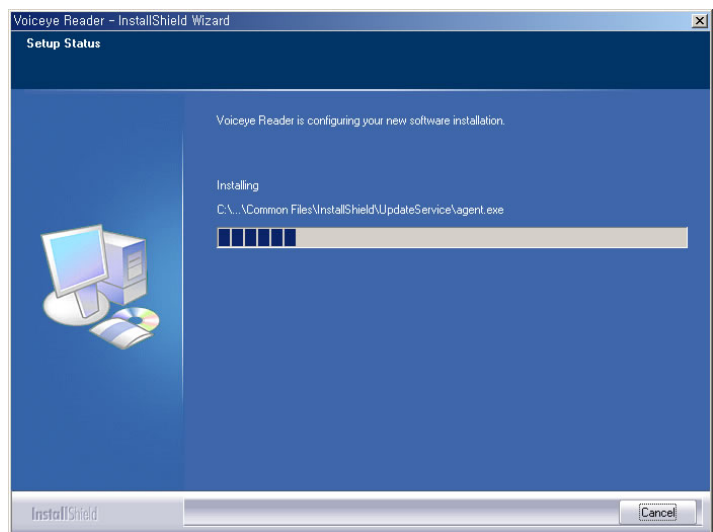 Voiceye Reader - InstallShield Wizard
Setup Status
Voiceye Reader is configuring your new software installation.
Installing
C:\...\Common Files\InstallShield\UpdateService\agent.exe
InstallShield
Cancel